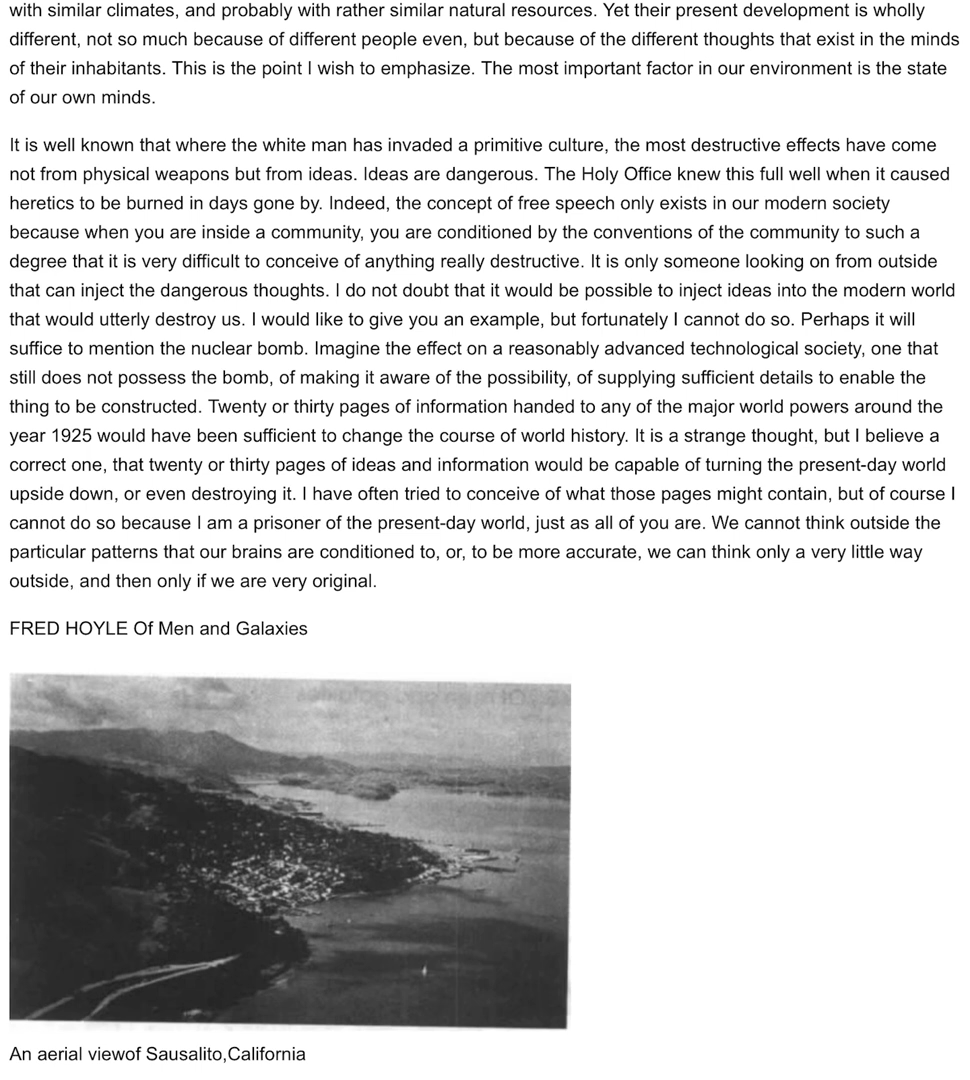 with similar climates, and probably with rather similar natural resources. Yet their present development is wholly
different, not so much because of different people even, but because of the different thoughts that exist in the minds
of their inhabitants. This is the point I wish to emphasize. The most important factor in our environment is the state
of our own minds.
It is well known that where the white man has invaded a primitive culture, the most destructive effects have come
not from physical weapons but from ideas. Ideas are dangerous. The Holy Office knew this full well when it caused
heretics to be burned in days gone by. Indeed, the concept of free speech only exists in our modern society
because when you are inside a community, you are conditioned by the conventions of the community to such a
degree that it is very difficult to conceive of anything really destructive. It is only someone looking on from outside
that can inject the dangerous thoughts. I do not doubt that it would be possible to inject ideas into the modern world
that would utterly destroy us. I would like to give you an example, but fortunately I cannot do so. Perhaps it will
suffice to mention the nuclear bomb. Imagine the effect on a reasonably advanced technological society, one that
still does not possess the bomb, of making it aware of the possibility, of supplying sufficient details to enable the
thing to be constructed. Twenty or thirty pages of information handed to any of the major world powers around the
year 1925 would have been sufficient to change the course of world history. It is a strange thought, but I believe a
correct one, that twenty or thirty pages of ideas and information would be capable of turning the present-day world
upside down, or even destroying it. I have often tried to conceive of what those pages might contain, but of course I
cannot do so because I am a prisoner of the present-day world, just as all of you are. We cannot think outside the
particular patterns that our brains are conditioned to, or, to be more accurate, we can think only a very little way
outside, and then only if we are very original.
FRED HOYLE Of Men and Galaxies
An aerial viewof Sausalito,California